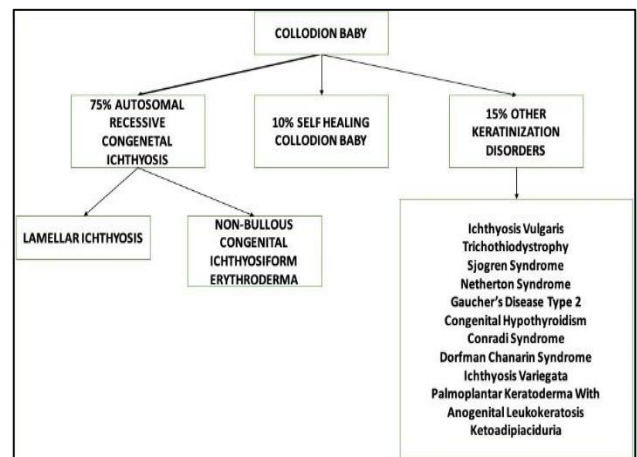 COLLODION BABY
75% AUTOSOMAL
RECESSIVE
CONGENETAL
ICHTHYOSIS
10% SELF HEALING
COLLODION BABY
15% OTHER
KERATINIZATION
DISORDERS
LAMELLAR ICHTHYOSIS
NON-BULLOUS
CONGENITAL
ICHTHYOSIFORM
ERYTHRODERMA
Ichthyosis Vulgaris
Trichothiodystrophy
Sjogren Syndrome
Netherton Syndrome
Gaucher's Disease Type 2
Congenital Hypothyroidism
Conradi Syndrome
Dorfman Chanarin Syndrome
Ichthyosis Variegata
Palmoplantar Keratoderma With
Anogenital Leukokeratosis
Ketoadipiaciduria